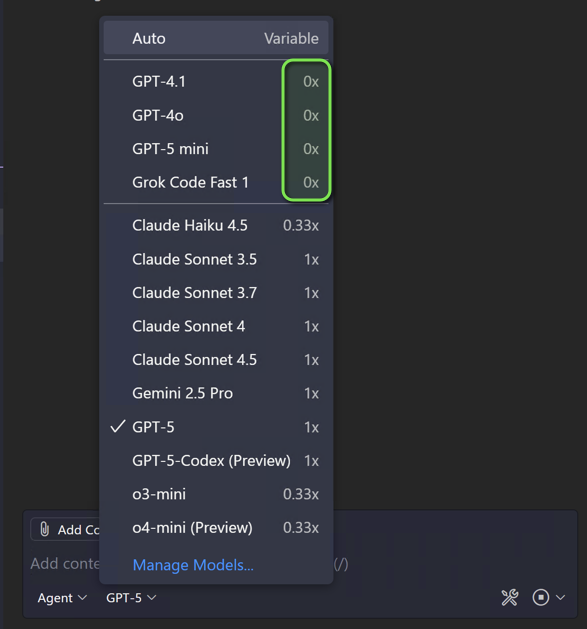 Auto Variable
GPT-4.1 0x
GPT-4o 0x
GPT-5 mini 0x
Grok Code Fast 1 0x
Claude Haiku 4.5 0.33x
Claude Sonnet 3.5 1x
Claude Sonnet 3.7 1x
Claude Sonnet 4 1x
Claude Sonnet 4.5 1x
Gemini 2.5 Pro 1x
GPT-5 1x
GPT-5-Codex (Preview) 1x
o3-mini 0.33x
o4-mini (Preview) 0.33x
Add Co
Manage Models...
Add conte (/)
Agent GPT-5